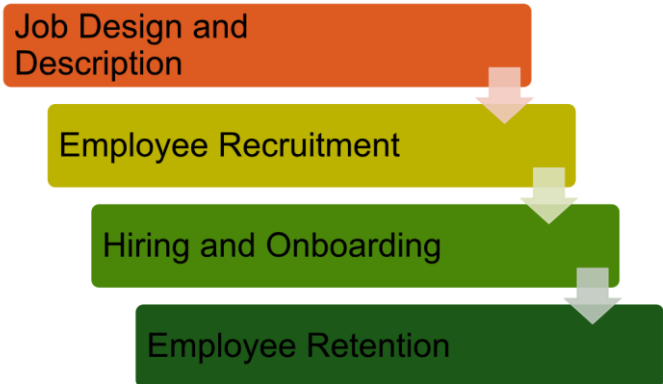 Job Design and
Description
Employee Recruitment
Hiring and Onboarding
Employee Retention